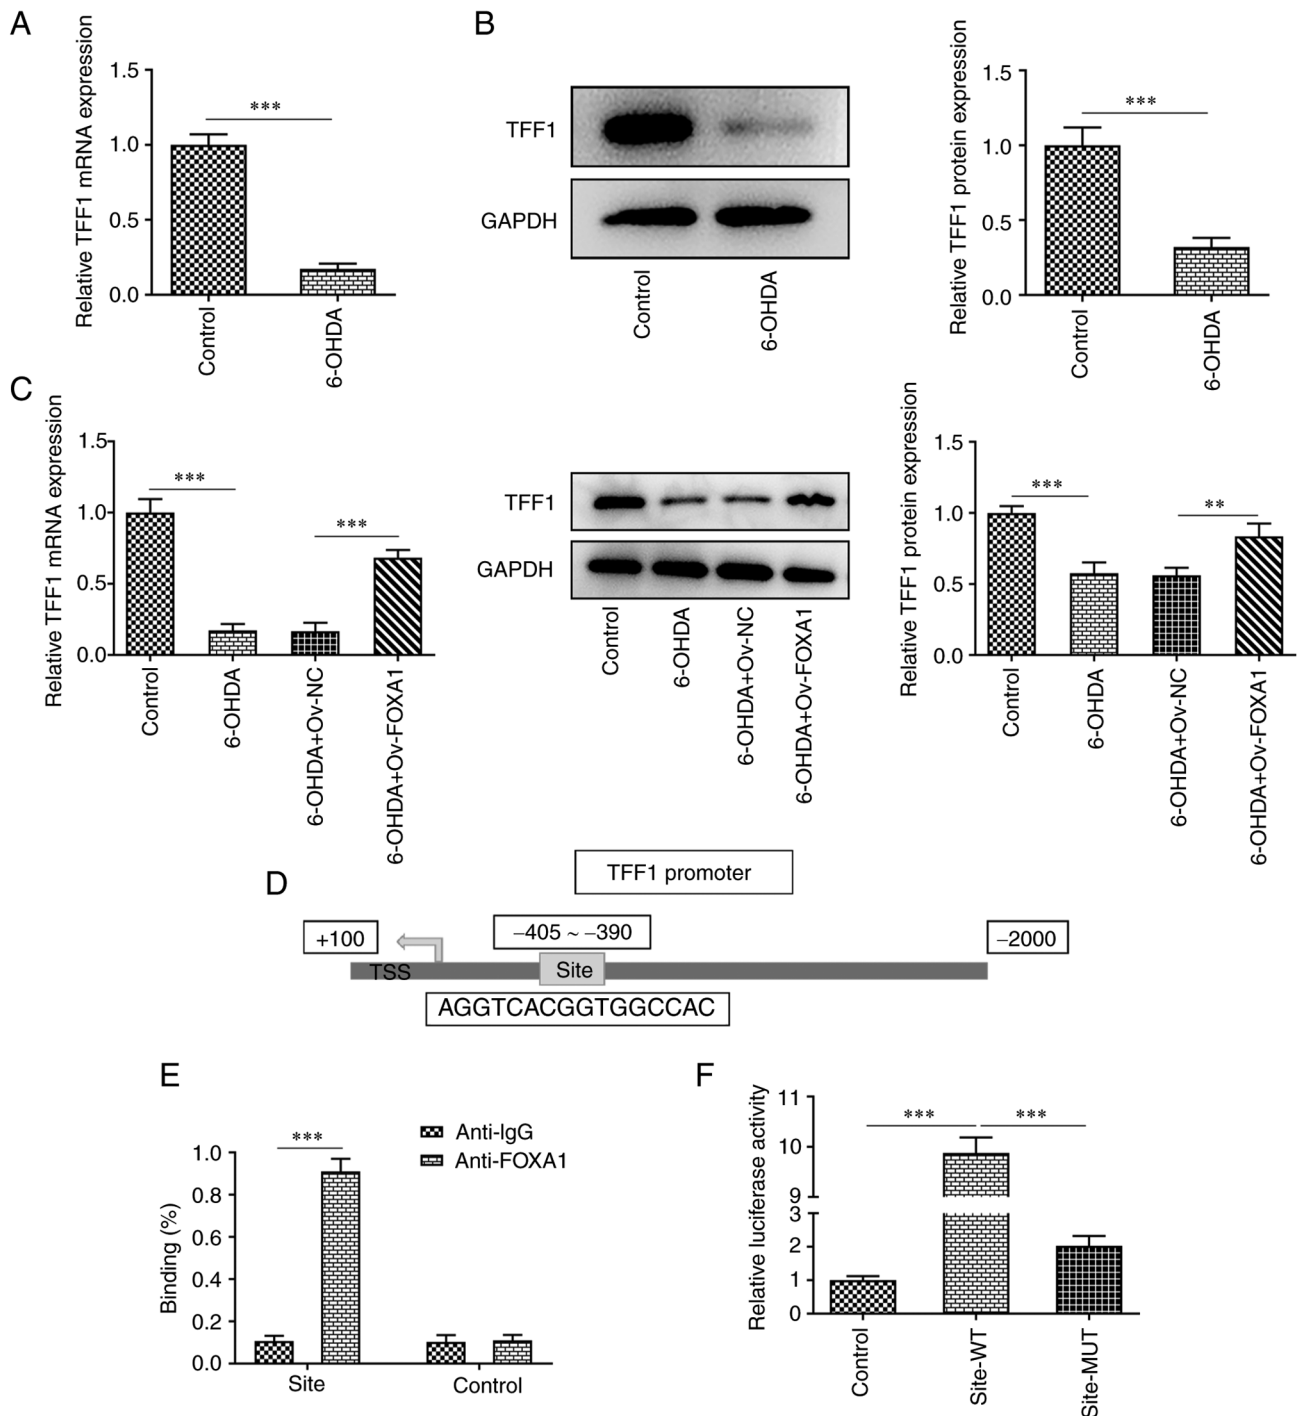 A
Relative TFF1 mRNA expression
1.5
1.0
0.5
0.0
***
Control
6-OHDA
B
TFF1
GAPDH
Control
6-OHDA
Relative TFF1 protein expression
1.5
1.0
0.5
0.0
***
Control
6-OHDA
C
Relative TFF1 mRNA expression
1.5
1.0
0.5
0.0
***
***
Control
6-OHDA
6-OHDA+Ov-NC
6-OHDA+Ov-FOXA1
TFF1
GAPDH
Control
6-OHDA
6-OHDA+Ov-NC
6-OHDA+Ov-FOXA1
Relative TFF1 protein expression
1.5
1.0
0.5
0.0
***
**
Control
6-OHDA
6-OHDA+Ov-NC
6-OHDA+Ov-FOXA1
D
TFF1 promoter
+100
−405 ~ −390
−2000
TSS
Site
AGGTCACGGTGGCCAC
E
Binding (%)
1.0
0.8
0.6
0.4
0.2
0.0
***
Anti-IgG
Anti-FOXA1
Site
Control
F
Relative luciferase activity
11
10
9
3
2
1
0
***
***
Control
Site-WT
Site-MUT